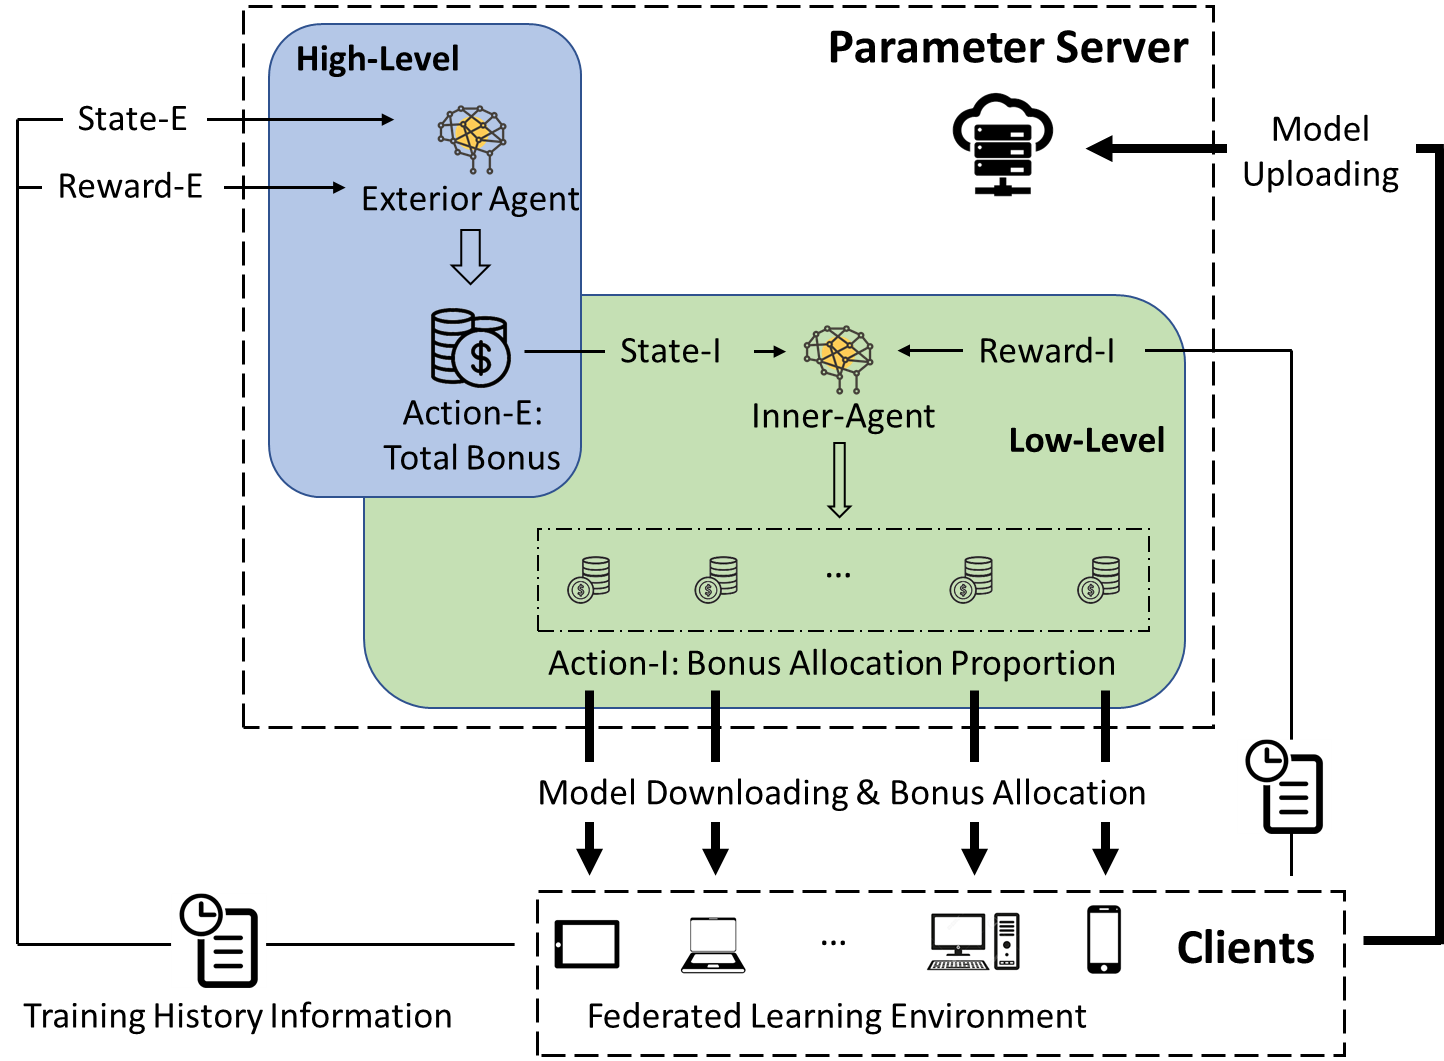 High-Level
Parameter Server
State-E
Reward-E
Exterior Agent
Model
Uploading
$
State-I
Reward-I
Action-E:
Total Bonus
Inner-Agent
Low-Level
$ $ ... $ $
Action-I: Bonus Allocation Proportion
Model Downloading & Bonus Allocation
...
Clients
Training History Information
Federated Learning Environment